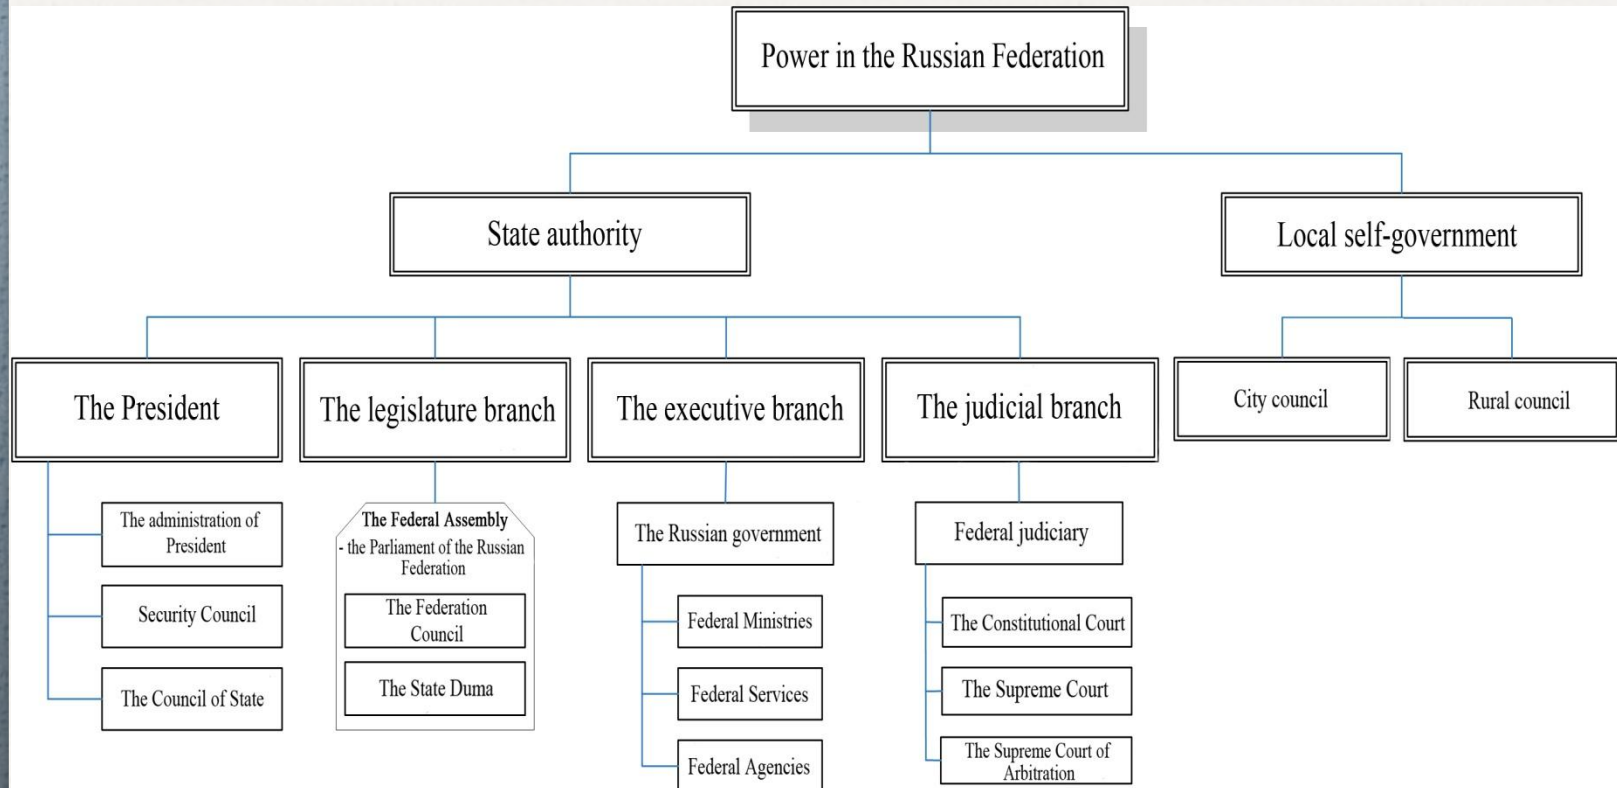 Power in the Russian Federation
State authority
Local self-government
The President
The legislature branch
The executive branch
The judicial branch
City council
Rural council
The administration of
President
Security Council
The Council of State
The Federal Assembly
- the Parliament of the Russian
Federation
The Federation
Council
The State Duma
The Russian government
Federal Ministries
Federal Services
Federal Agencies
Federal judiciary
The Constitutional Court
The Supreme Court
The Supreme Court of
Arbitration